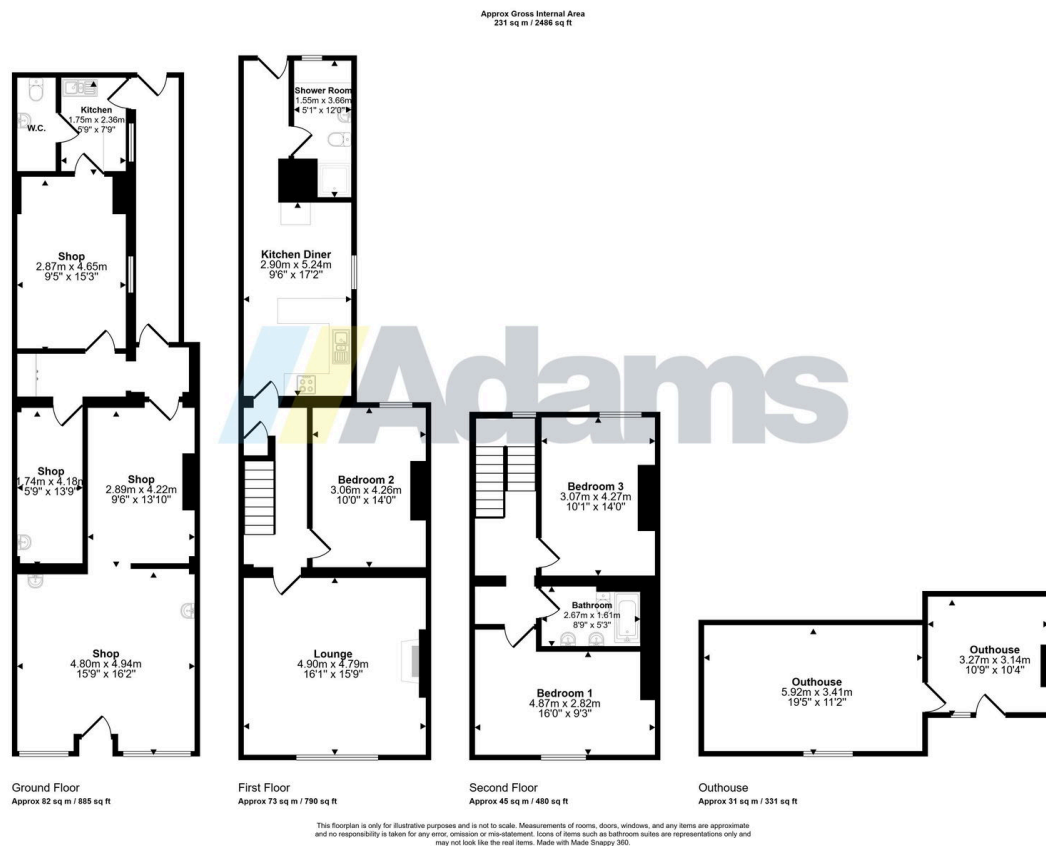 Approx Gross Internal Area
231 sq m / 2486 sq ft
Kitchen
1.75m x 2.36m
5'9" x 7'9"
W.C.
Shop
2.87m x 4.65m
9'5" x 15'3"
Shop
1.74m x 4.18m
5'9" x 13'9"
Shop
2.89m x 4.22m
9'6" x 13'10"
Shop
4.80m x 4.94m
15'9" x 16'2"
Ground Floor
Approx 82 sq m / 885 sq ft
Shower Room
1.55m x 3.66m
5'1" x 12'0"
Kitchen Diner
2.90m x 5.24m
9'6" x 17'2"
Bedroom 2
3.06m x 4.26m
10'0" x 14'0"
Lounge
4.90m x 4.79m
16'1" x 15'9"
First Floor
Approx 73 sq m / 790 sq ft
Adams
Bedroom 3
3.07m x 4.27m
10'1" x 14'0"
Bathroom
2.67m x 1.61m
8'9" x 5'3"
Bedroom 1
4.87m x 2.82m
16'0" x 9'3"
Second Floor
Approx 45 sq m / 480 sq ft
Outhouse
5.92m x 3.41m
19'5" x 11'2"
Outhouse
3.27m x 3.14m
10'9" x 10'4"
Outhouse
Approx 31 sq m / 331 sq ft
This floorplan is only for illustrative purposes and is not to scale. Measurements of rooms, doors, windows, and any items are approximate
and no responsibility is taken for any error, omission or mis-statement. Icons of items such as bathroom suites are representations only and
may not look like the real items. Made with Made Snappy 360.